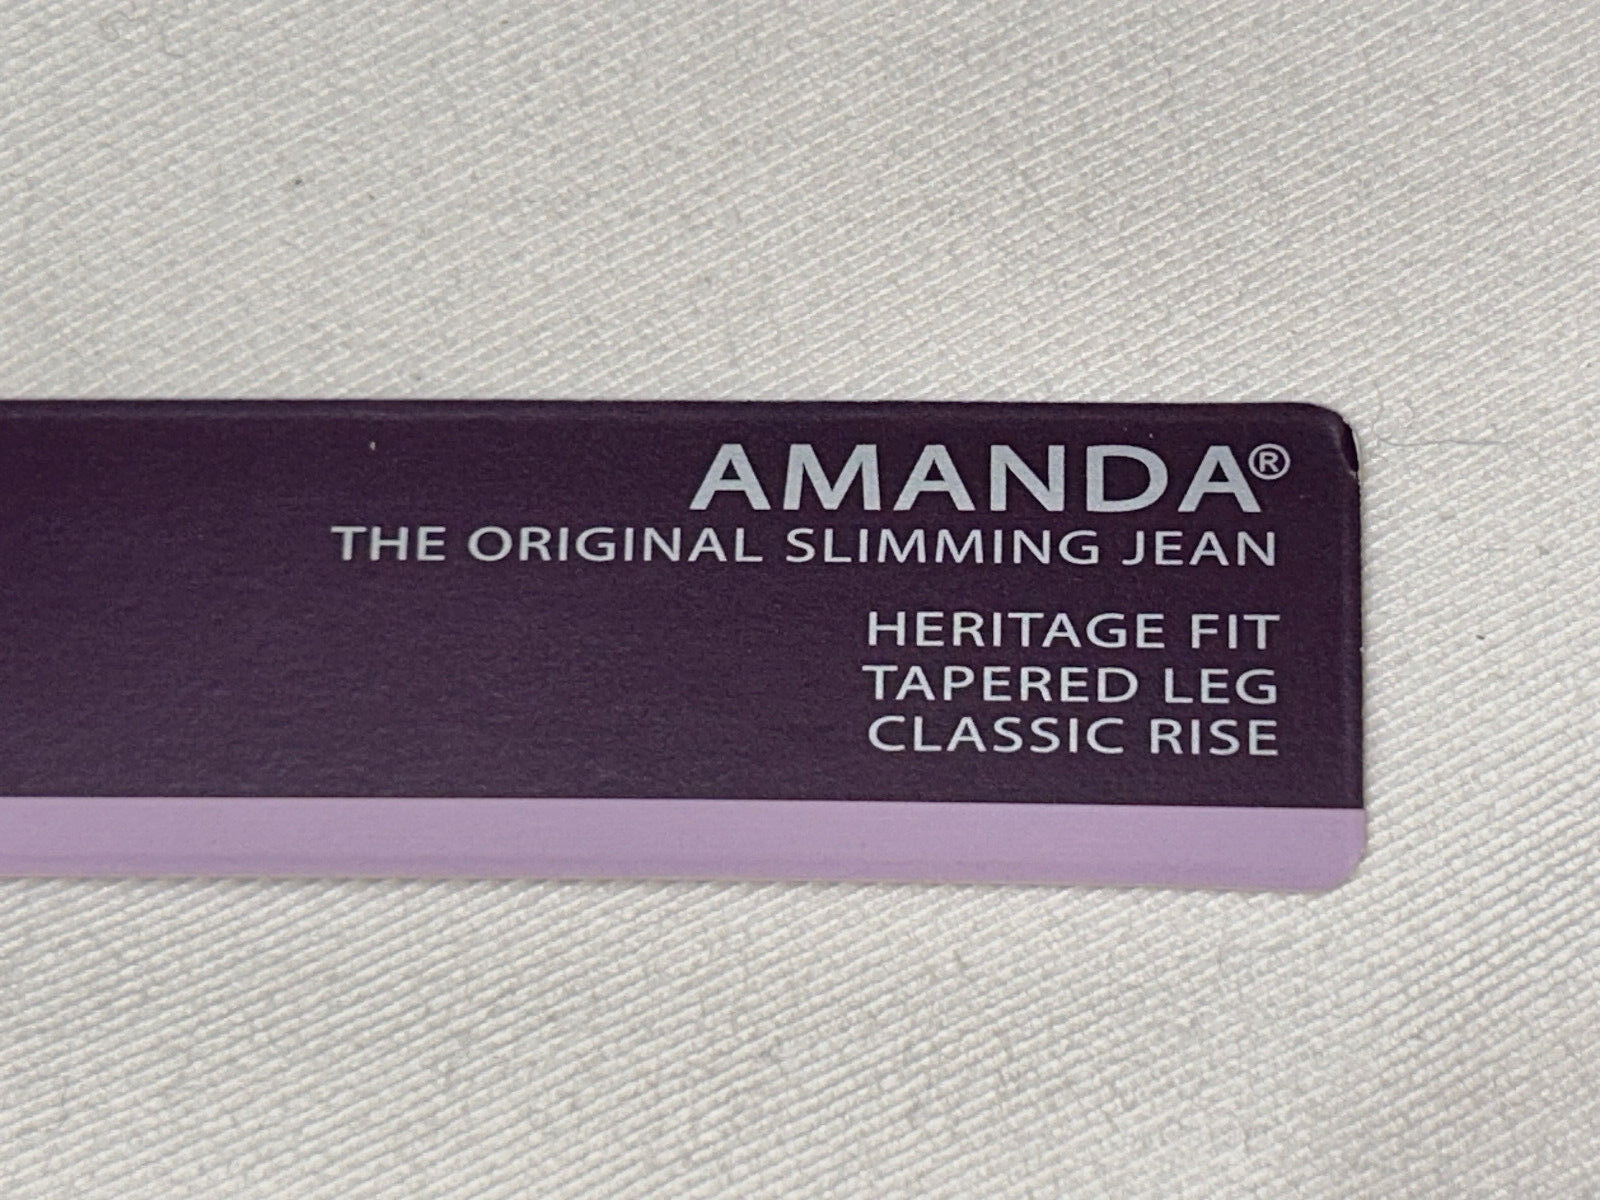 AMANDA®
THE ORIGINAL SLIMMING JEAN
HERITAGE FIT
TAPERED LEG
CLASSIC RISE